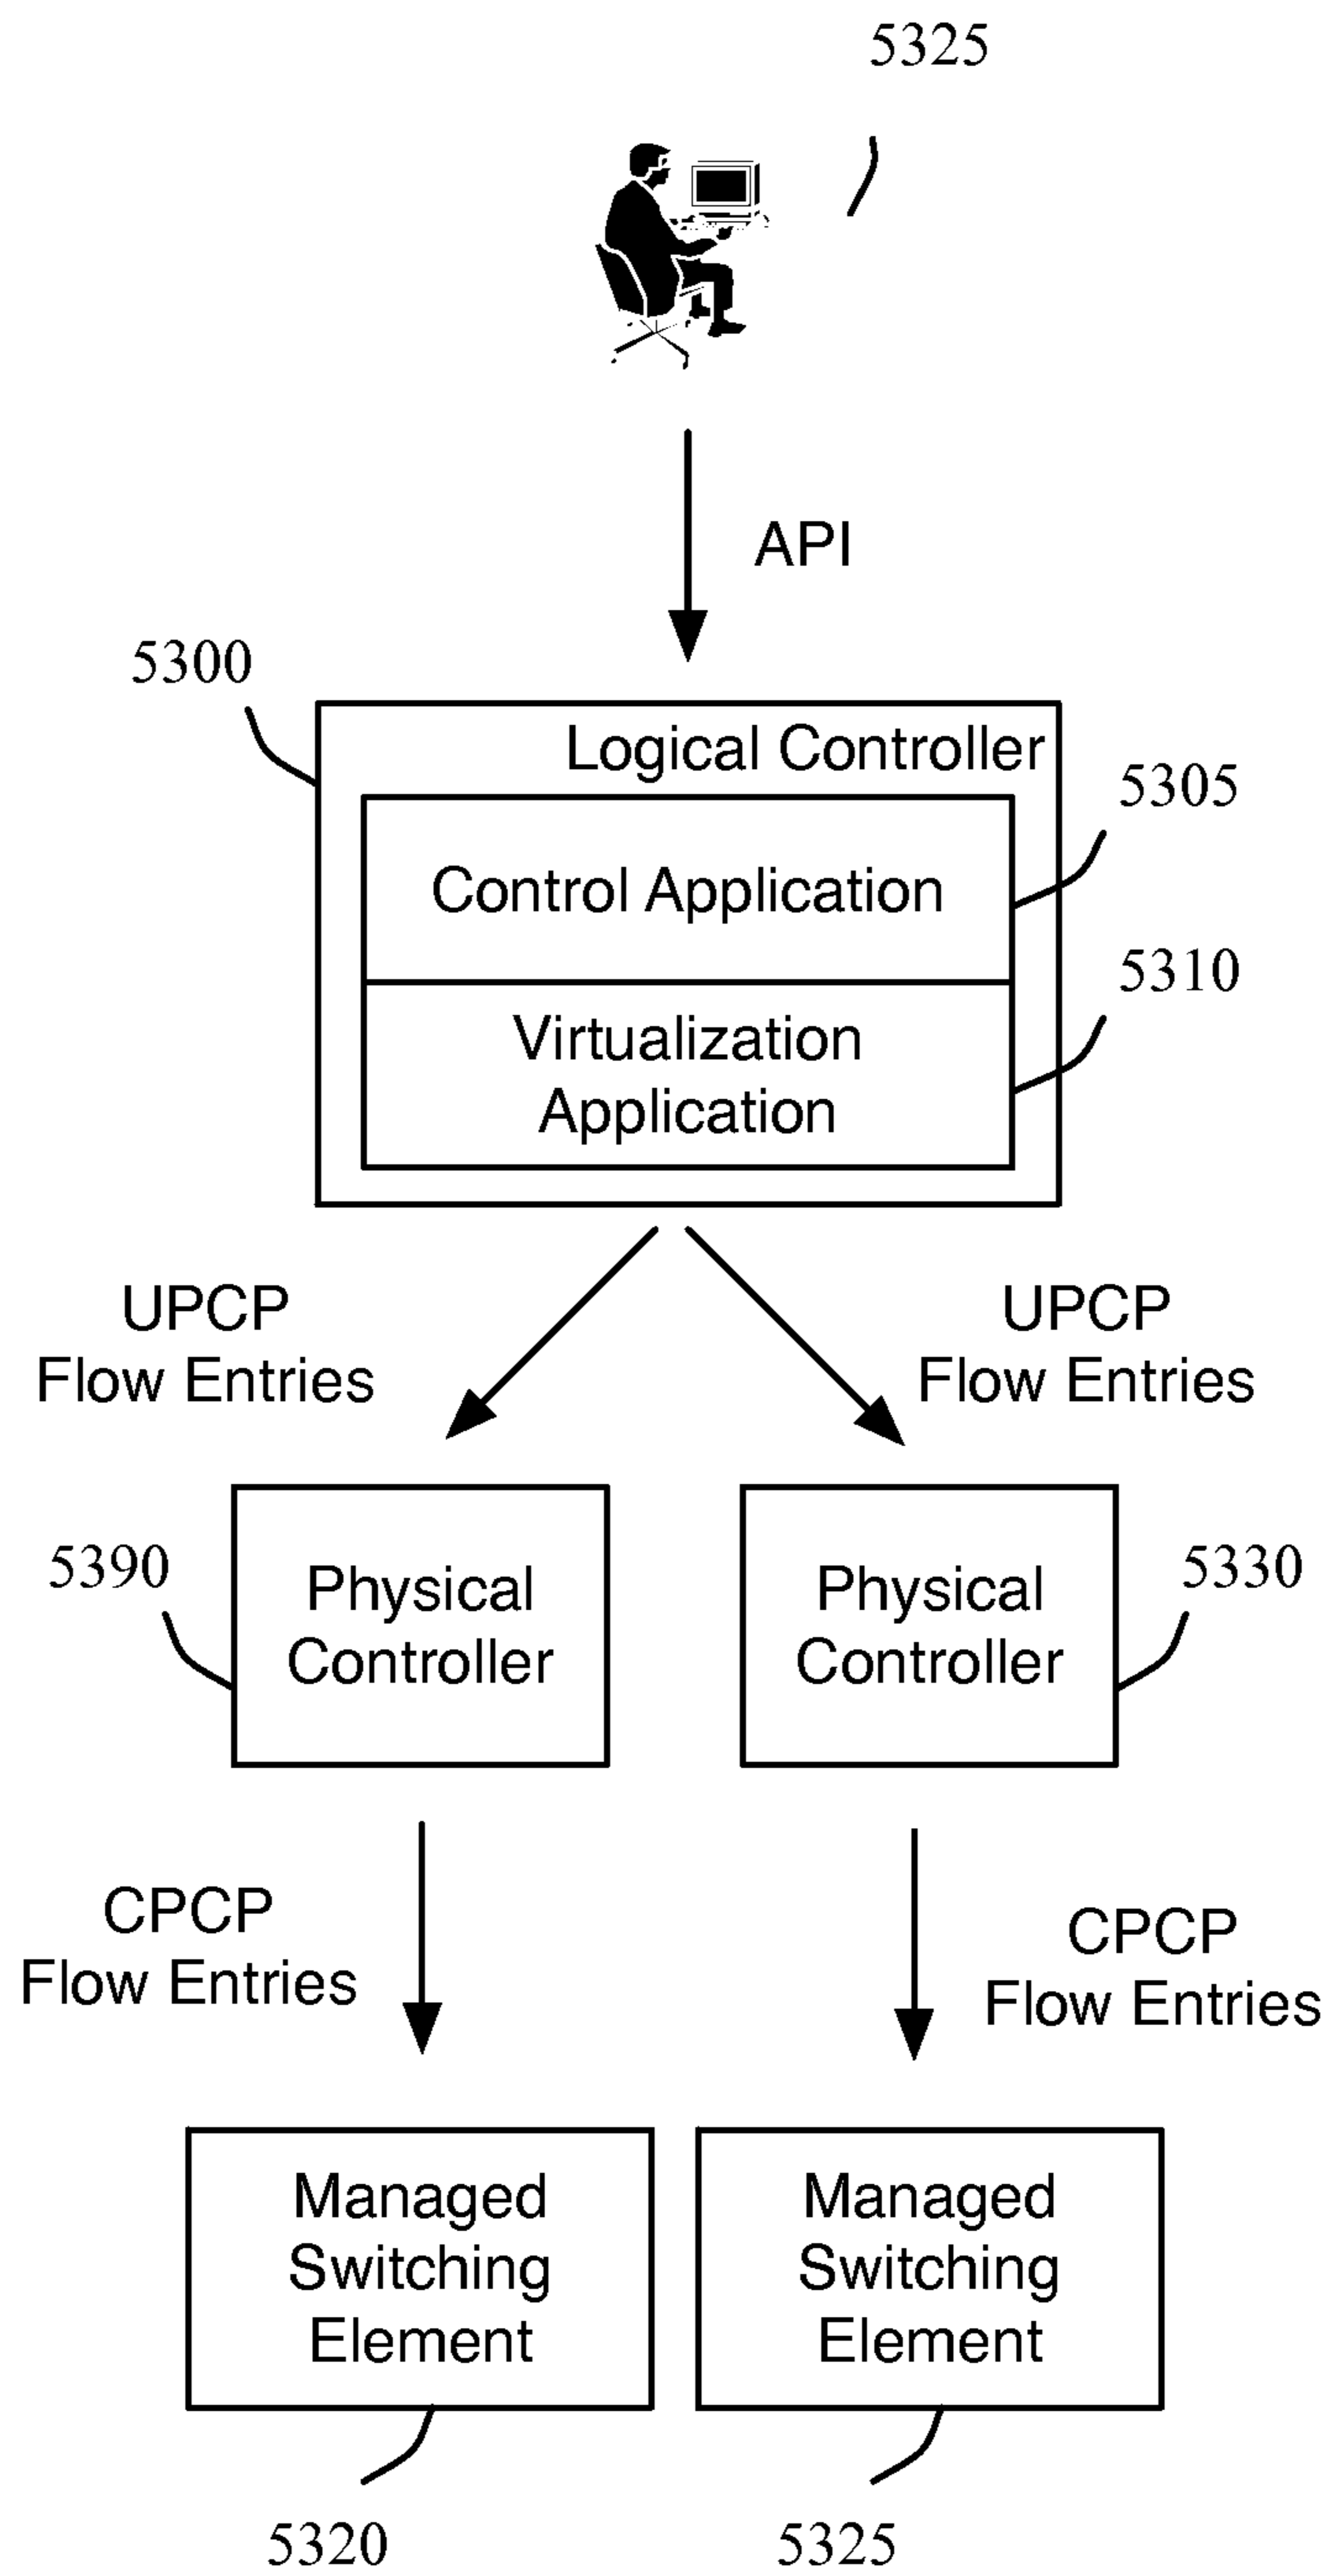 5325
API
5300
Logical Controller
5305
Control Application
5310
Virtualization
Application
UPCP
Flow Entries
UPCP
Flow Entries
5390
Physical
Controller
Physical
Controller
5330
CPCP
Flow Entries
CPCP
Flow Entries
Managed
Switching
Element
Managed
Switching
Element
5320
5325